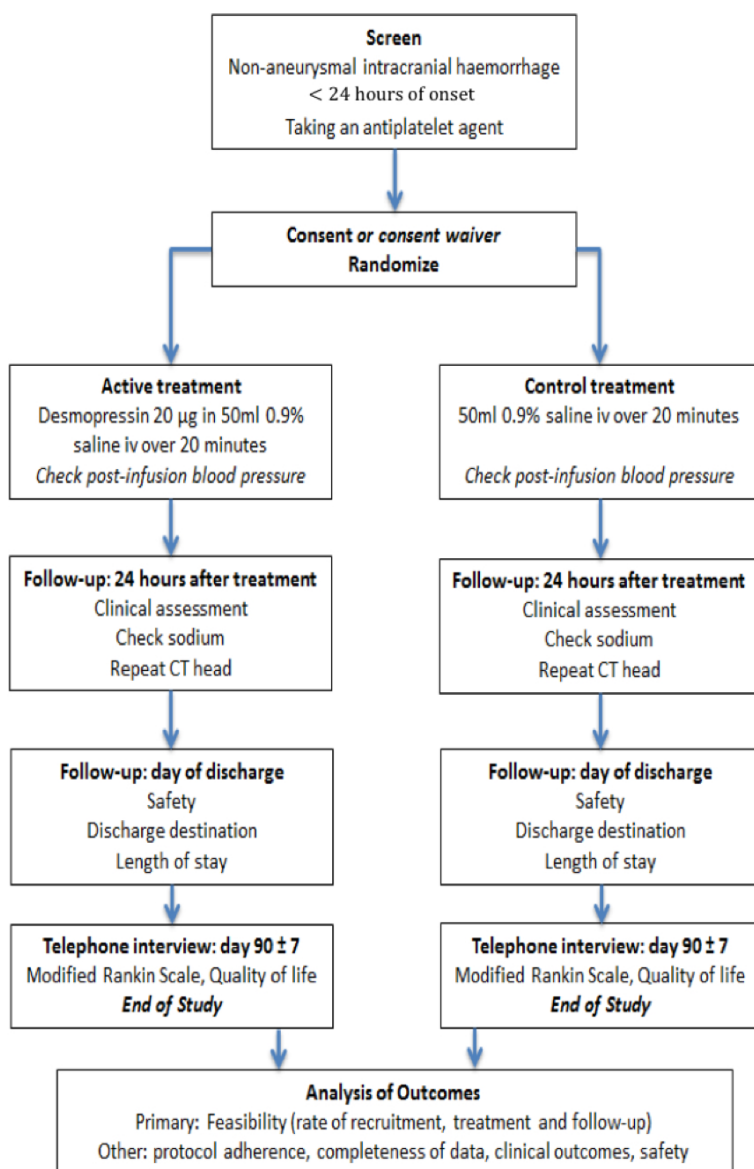 Screen
Non-aneurysmal intracranial haemorrhage
< 24 hours of onset
Taking an antiplatelet agent
Consent or consent waiver
Randomize
Active treatment
Desmopressin 20 µg in 50ml 0.9%
saline iv over 20 minutes
Check post-infusion blood pressure
Control treatment
50ml 0.9% saline iv over 20 minutes
Check post-infusion blood pressure
Follow-up: 24 hours after treatment
Clinical assessment
Check sodium
Repeat CT head
Follow-up: 24 hours after treatment
Clinical assessment
Check sodium
Repeat CT head
Follow-up: day of discharge
Safety
Discharge destination
Length of stay
Follow-up: day of discharge
Safety
Discharge destination
Length of stay
Telephone interview: day 90 ± 7
Modified Rankin Scale, Quality of life
End of Study
Telephone interview: day 90 ± 7
Modified Rankin Scale, Quality of life
End of Study
Analysis of Outcomes
Primary: Feasibility (rate of recruitment, treatment and follow-up)
Other: protocol adherence, completeness of data, clinical outcomes, safety